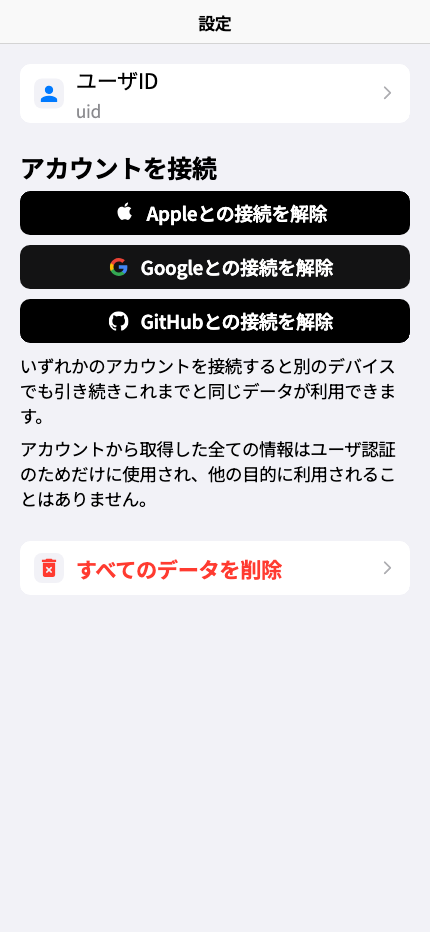 設定
ユーザID
uid
アカウントを接続
Appleとの接続を解除
Googleとの接続を解除
GitHubとの接続を解除
いずれかのアカウントを接続すると別のデバイス
でも引き続きこれまでと同じデータが利用できま
す。
アカウントから取得した全ての情報はユーザ認証
のためだけに使用され、他の目的に利用されるこ
とはありません。
すべてのデータを削除